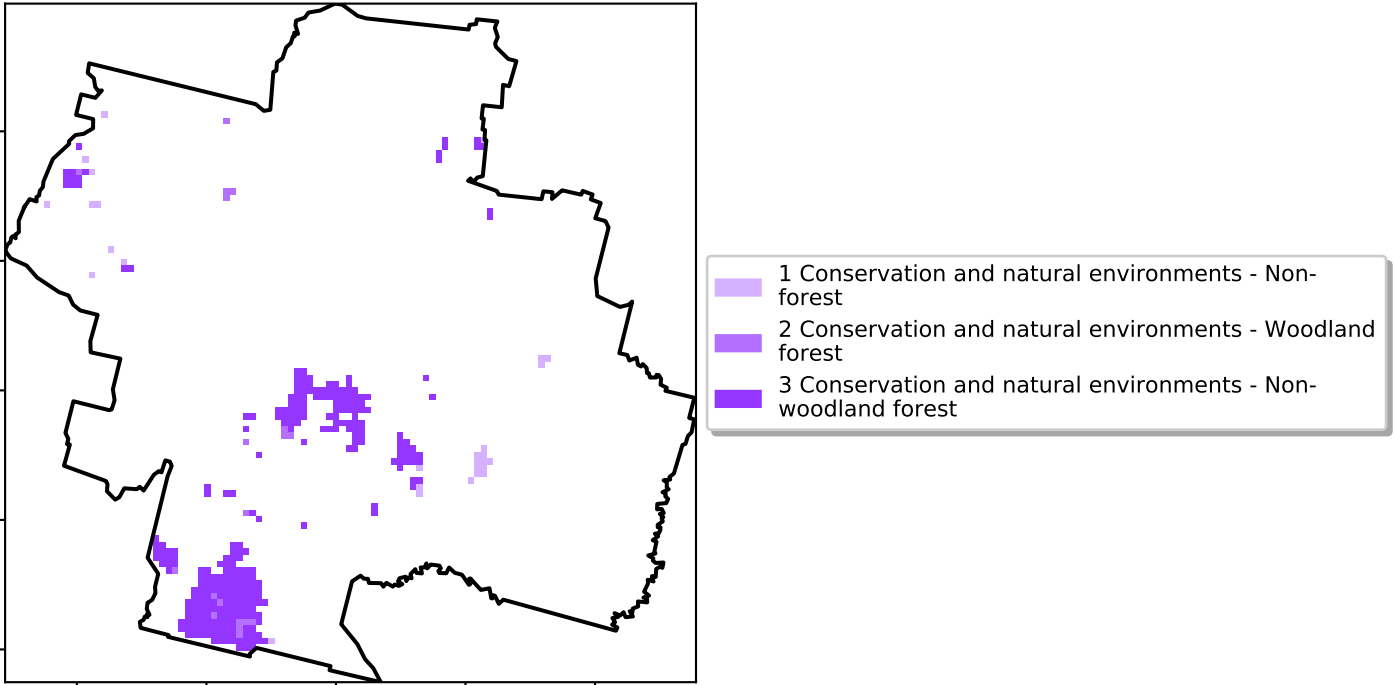 1 Conservation and natural environments - Non-
forest
2 Conservation and natural environments - Woodland
forest
3 Conservation and natural environments - Non-
woodland forest